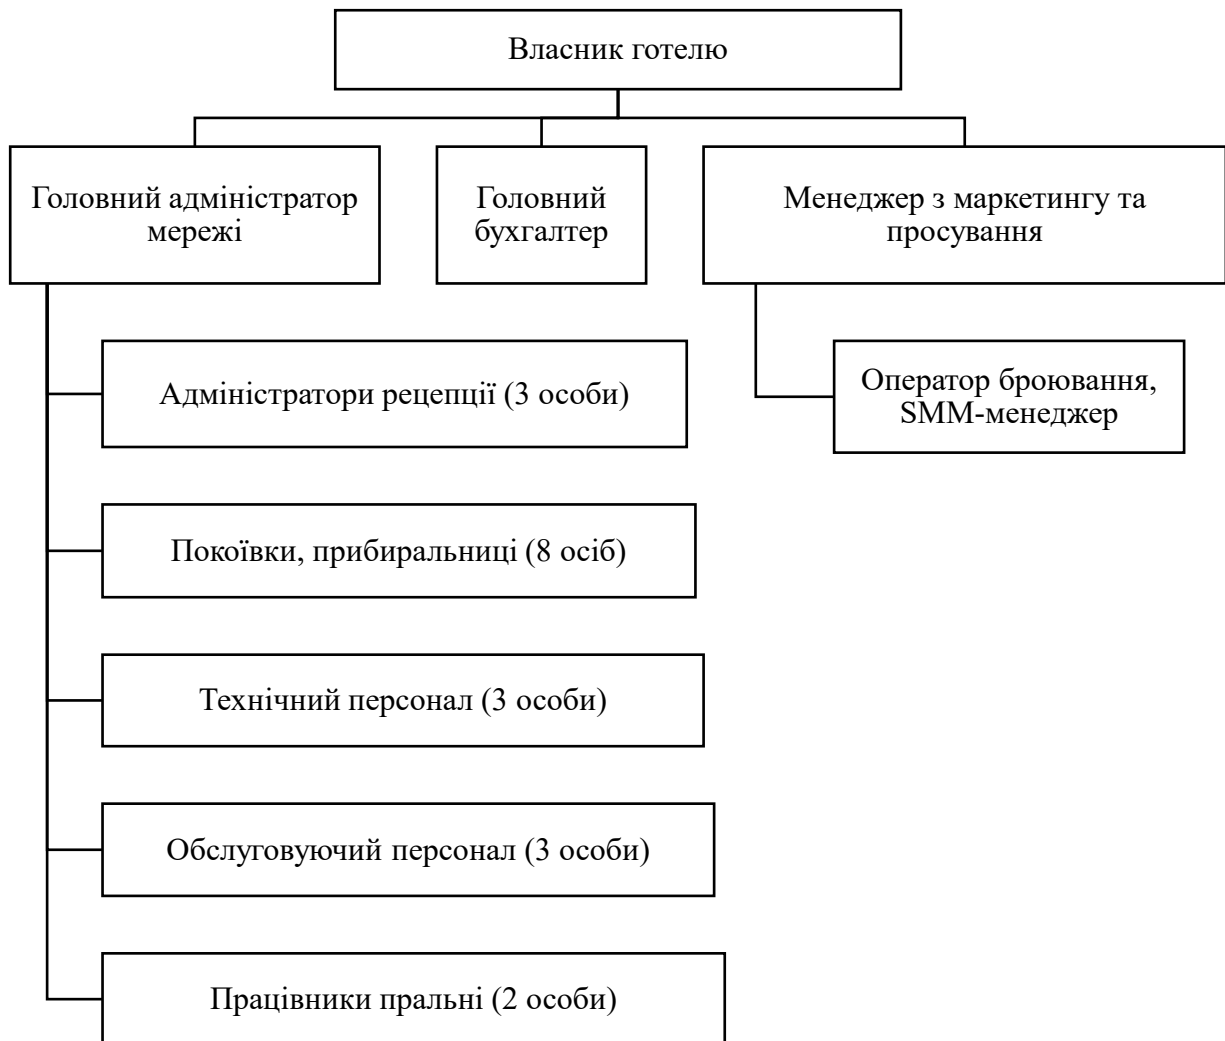 Власник готелю
Головний адміністратор
мережі
Головний
бухгалтер
Менеджер з маркетингу та
просування
Адміністратори рецепції (3 особи)
Оператор броювання,
SMM-менеджер
Покоївки, прибиральниці (8 осіб)
Технічний персонал (3 особи)
Обслуговуючий персонал (3 особи)
Працівники пральні (2 особи)